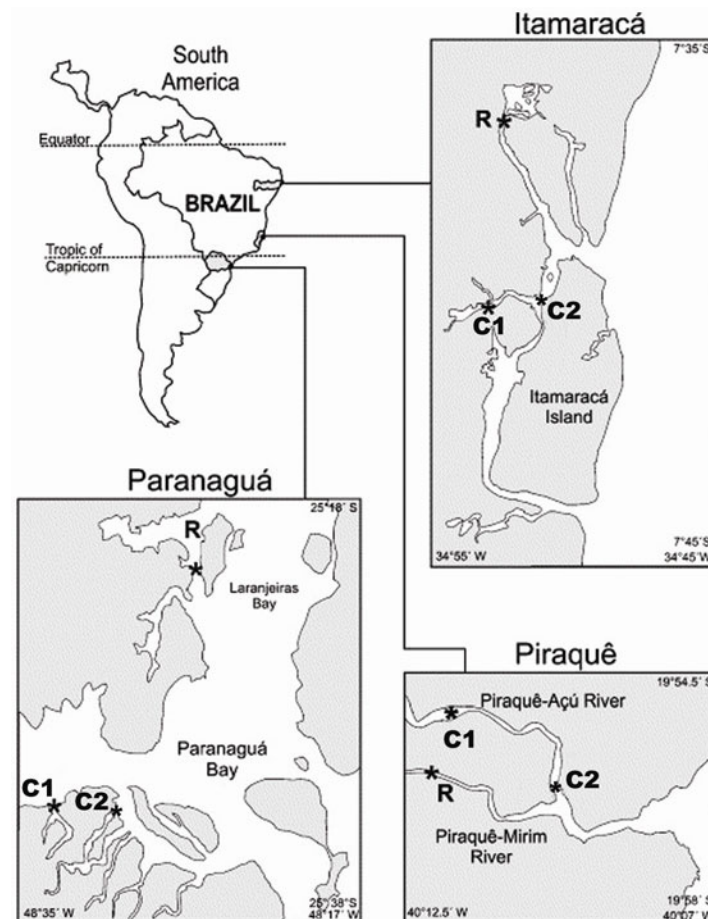 South
America
Equator
BRAZIL
Tropic of
Capricorn
Itamaracá
7°35´ S
R
C1
C2
Itamaracá
Island
7°45´S
34°55´ W
34°45´ W
Paranaguá
25°18´ S
R
Laranjeiras
Bay
Paranaguá
Bay
C1
C2
25°38´S
48°35´ W
48°17´ W
Piraquê
19°54.5´ S
Piraquê-Açú River
C1
R
C2
Piraquê-Mirim
River
19°58´ S
40°12.5´ W
40°07´ W